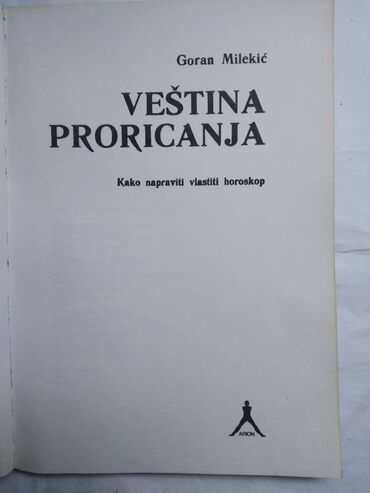 Goran Milekić
VEŠTINA
PRORICANJA
Kako napraviti vlastiti horoskop
ARION